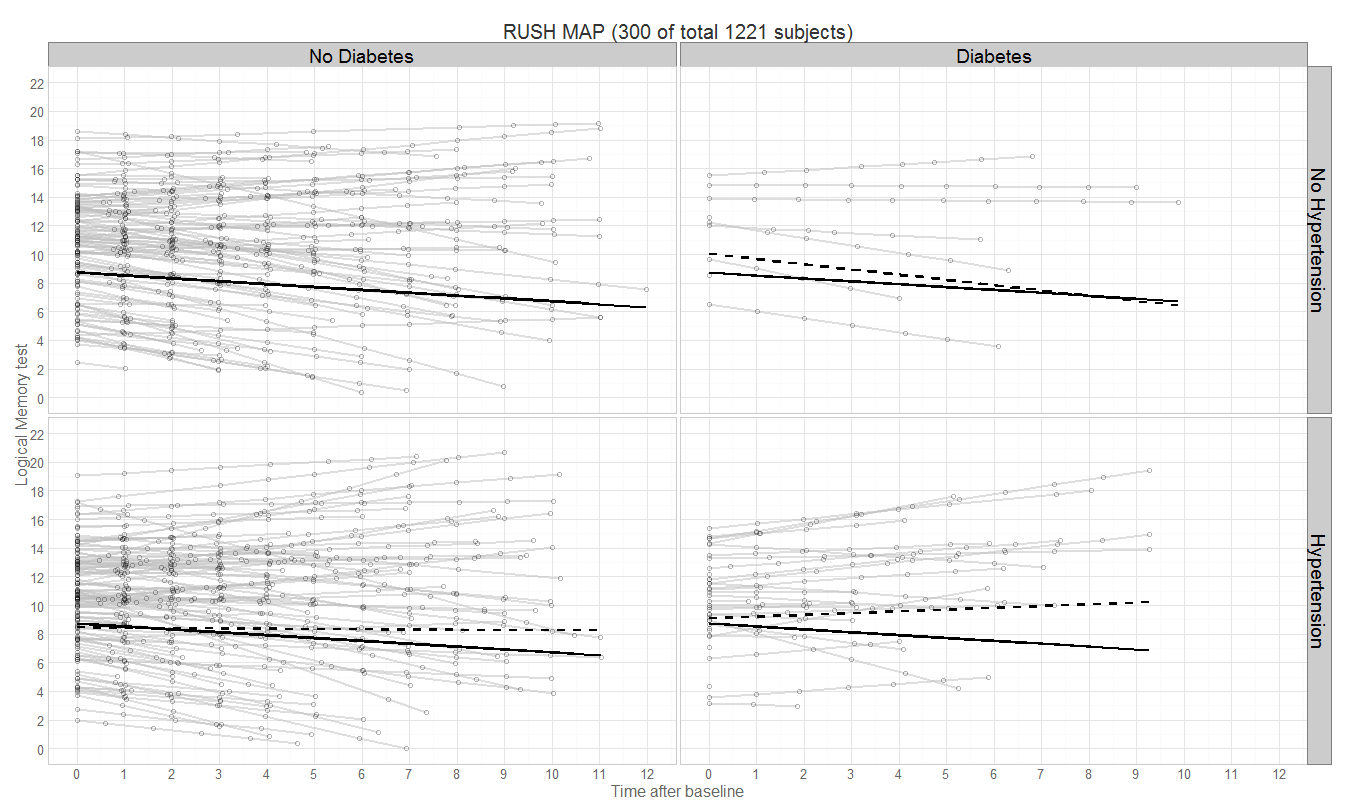 RUSH MAP (300 of total 1221 subjects)
No Diabetes
Diabetes
Logical Memory test
22
20
18
16
14
12
10
8
6
4
2
0
No Hypertension
22
20
18
16
14
12
10
8
6
4
2
0
Hypertension
0 1 2 3 4 5 6 7 8 9 10 11 12
0 1 2 3 4 5 6 7 8 9 10 11 12
Time after baseline